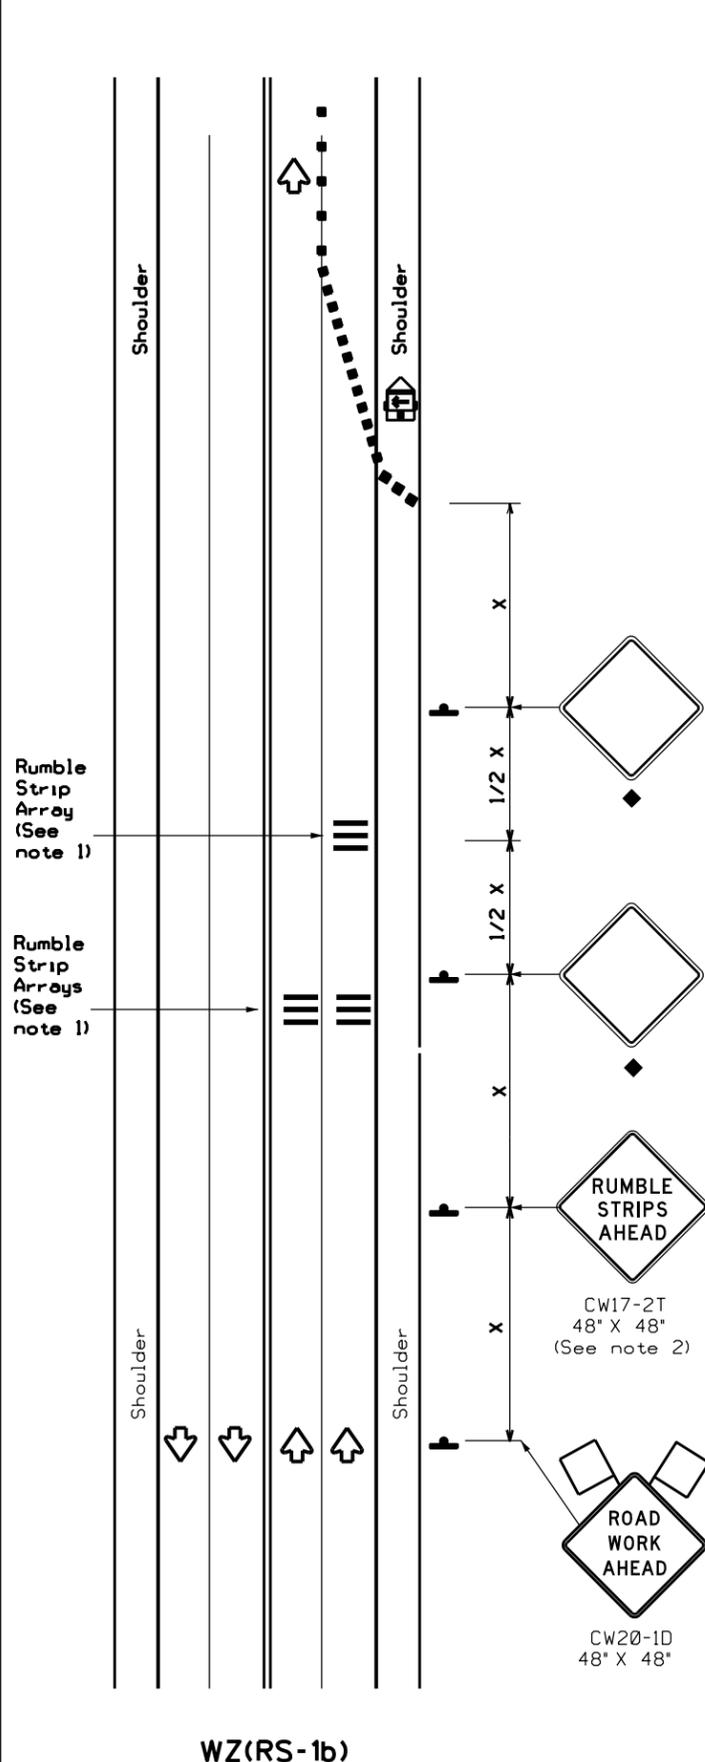 Shoulder
Shoulder
X
1/2 X
Rumble
Strip
Array
(See
note 1)
1/2 X
Rumble
Strip
Arrays
(See
note 1)
X
RUMBLE
STRIPS
AHEAD
CW17-2T
48" X 48"
(See note 2)
X
Shoulder
Shoulder
ROAD
WORK
AHEAD
CW20-1D
48" X 48"
WZ(RS-1b)